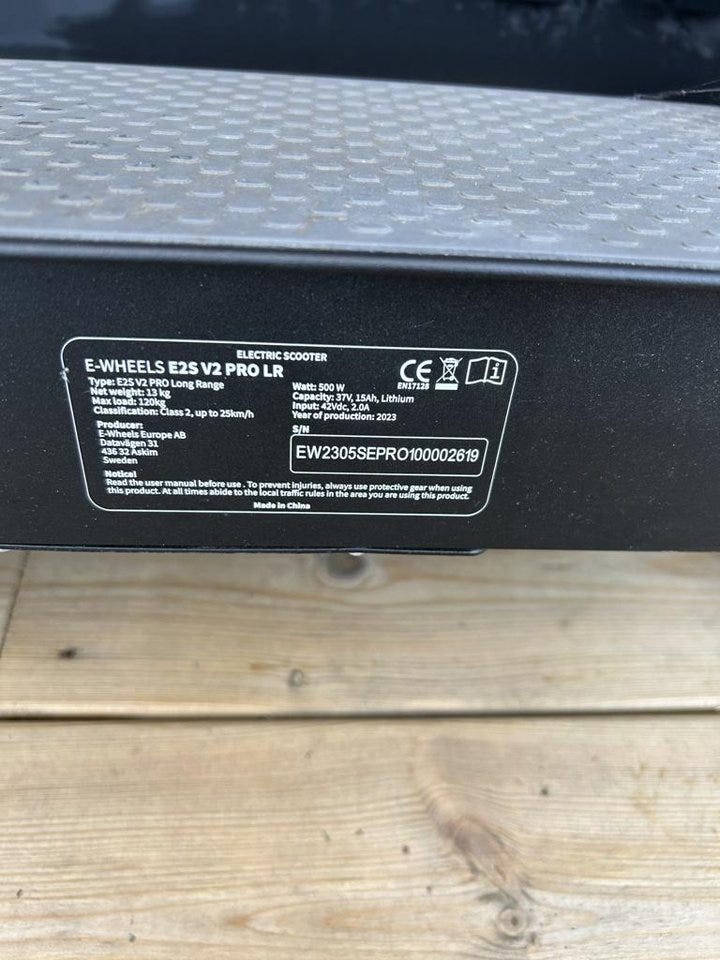 ELECTRIC SCOOTER
E-WHEELS E2S V2 PRO LR
Type: E2S V2 PRO Long Range
Net weight: 13 kg
Max load: 120kg
Classification: Class 2, up to 25km/h
Producer:
E-Wheels Europe AB
Datavägen 31
436 32 Askim
Sweden
CE
EN17128
Watt: 500 W
Capacity: 37V, 15Ah, Lithium
Input: 42Vdc, 2.0A
Year of production: 2023
S/N
EW2305SEPRO100002619
Notice!
Read the user manual before use . To prevent injuries, always use protective gear when using
this product. At all times abide to the local traffic rules in the area you are using this product.
Made in China